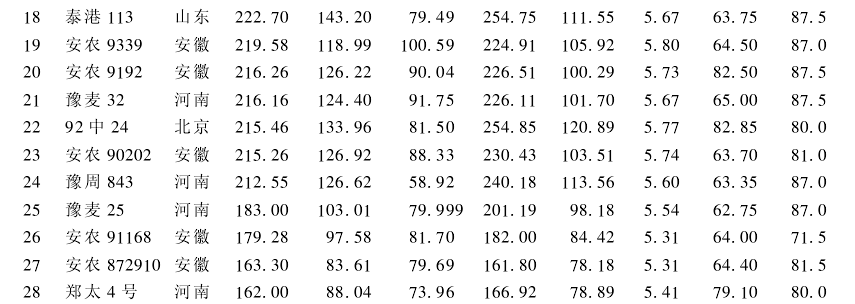 18 泰港 113 山东 222.70 143.20 79.49 254.75 111.55 5.67 63.75 87.5
19 安农 9339 安徽 219.58 118.99 100.59 224.91 105.92 5.80 64.50 87.0
20 安农 9192 安徽 216.26 126.22 90.04 226.51 100.29 5.73 82.50 87.5
21 豫麦 32 河南 216.16 124.40 91.75 226.11 101.70 5.67 65.00 87.5
22 92 中 24 北京 215.46 133.96 81.50 254.85 120.89 5.77 82.85 80.0
23 安农 90202 安徽 215.26 126.92 88.33 230.43 103.51 5.74 63.70 81.0
24 豫周 843 河南 212.55 126.62 58.92 240.18 113.56 5.60 63.35 87.0
25 豫麦 25 河南 183.00 103.01 79.999 201.19 98.18 5.54 62.75 87.0
26 安农 91168 安徽 179.28 97.58 81.70 182.00 84.42 5.31 64.00 71.5
27 安农 872910 安徽 163.30 83.61 79.69 161.80 78.18 5.31 64.40 81.5
28 郑太 4 号 河南 162.00 88.04 73.96 166.92 78.89 5.41 79.10 80.0